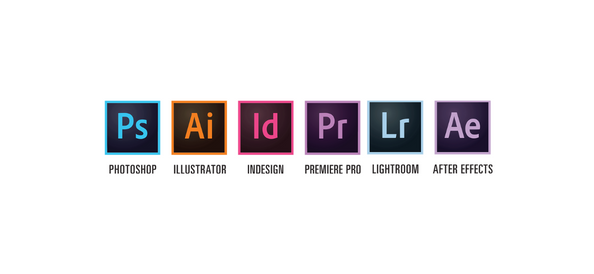 Ps Ai Id Pr Lr Ae
PHOTOSHOP ILLUSTRATOR INDESIGN PREMIERE PRO LIGHTROOM AFTER EFFECTS